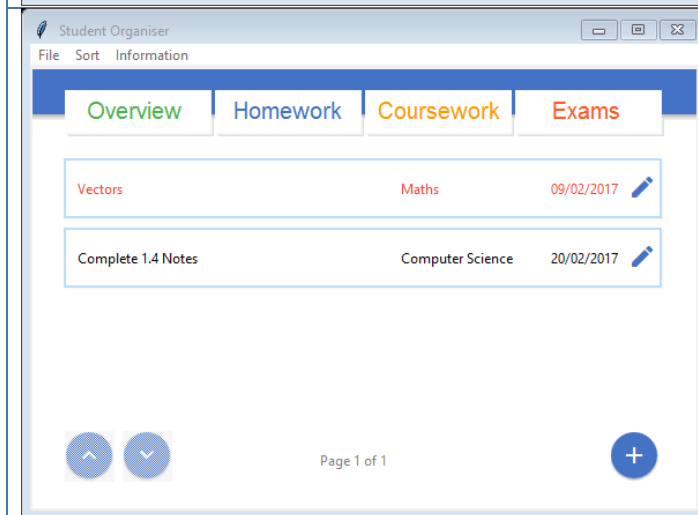 Student Organiser
File Sort Information
Overview Homework Coursework Exams
Vectors Maths 09/02/2017
Complete 1.4 Notes Computer Science 20/02/2017
Page 1 of 1